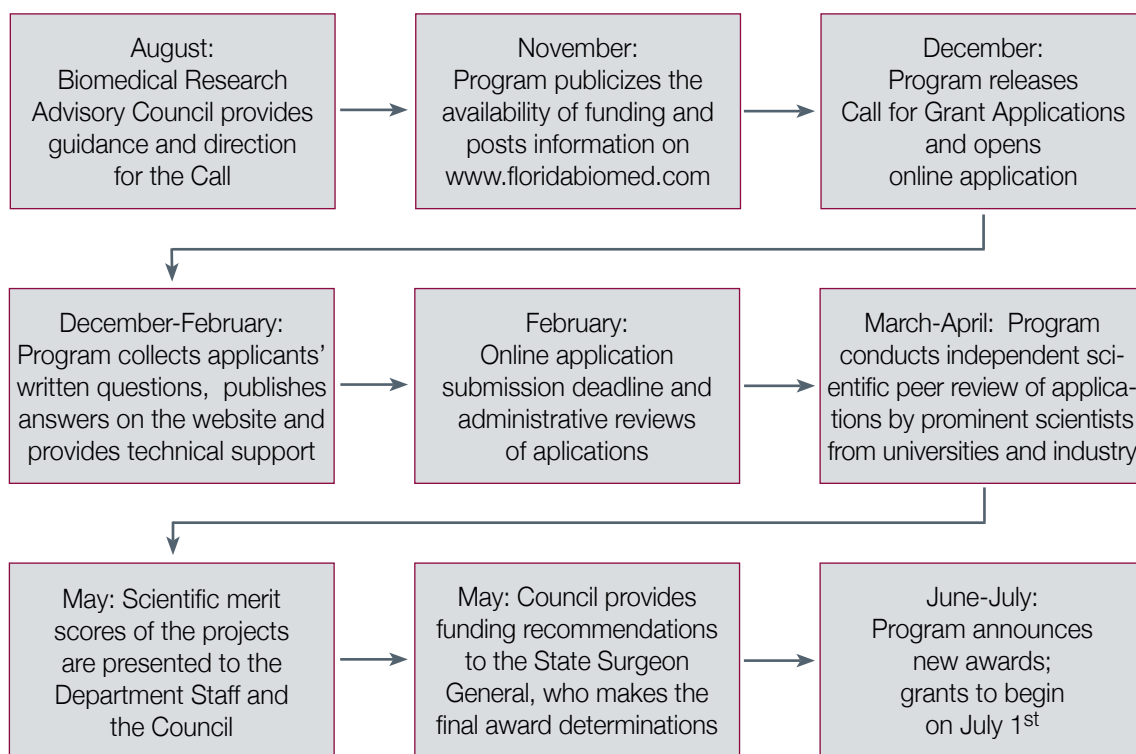 August:
Biomedical Research
Advisory Council provides
guidance and direction
for the Call
November:
Program publicizes the
availability of funding and
posts information on
www.floridabiomed.com
December:
Program releases
Call for Grant Applications
and opens
online application
December-February:
Program collects applicants’
written questions,  publishes
answers on the website and
provides technical support
February:
Online application
submission deadline and
administrative reviews
of aplications
March-April:  Program
conducts independent sci-
entific peer review of applica-
tions by prominent scientists
from universities and industry
May: Scientific merit
scores of the projects
are presented to the
Department Staff and
the Council
May: Council provides
funding recommendations
to the State Surgeon
General, who makes the
final award determinations
June-July:
Program announces
new awards;
grants to begin
on July 1st